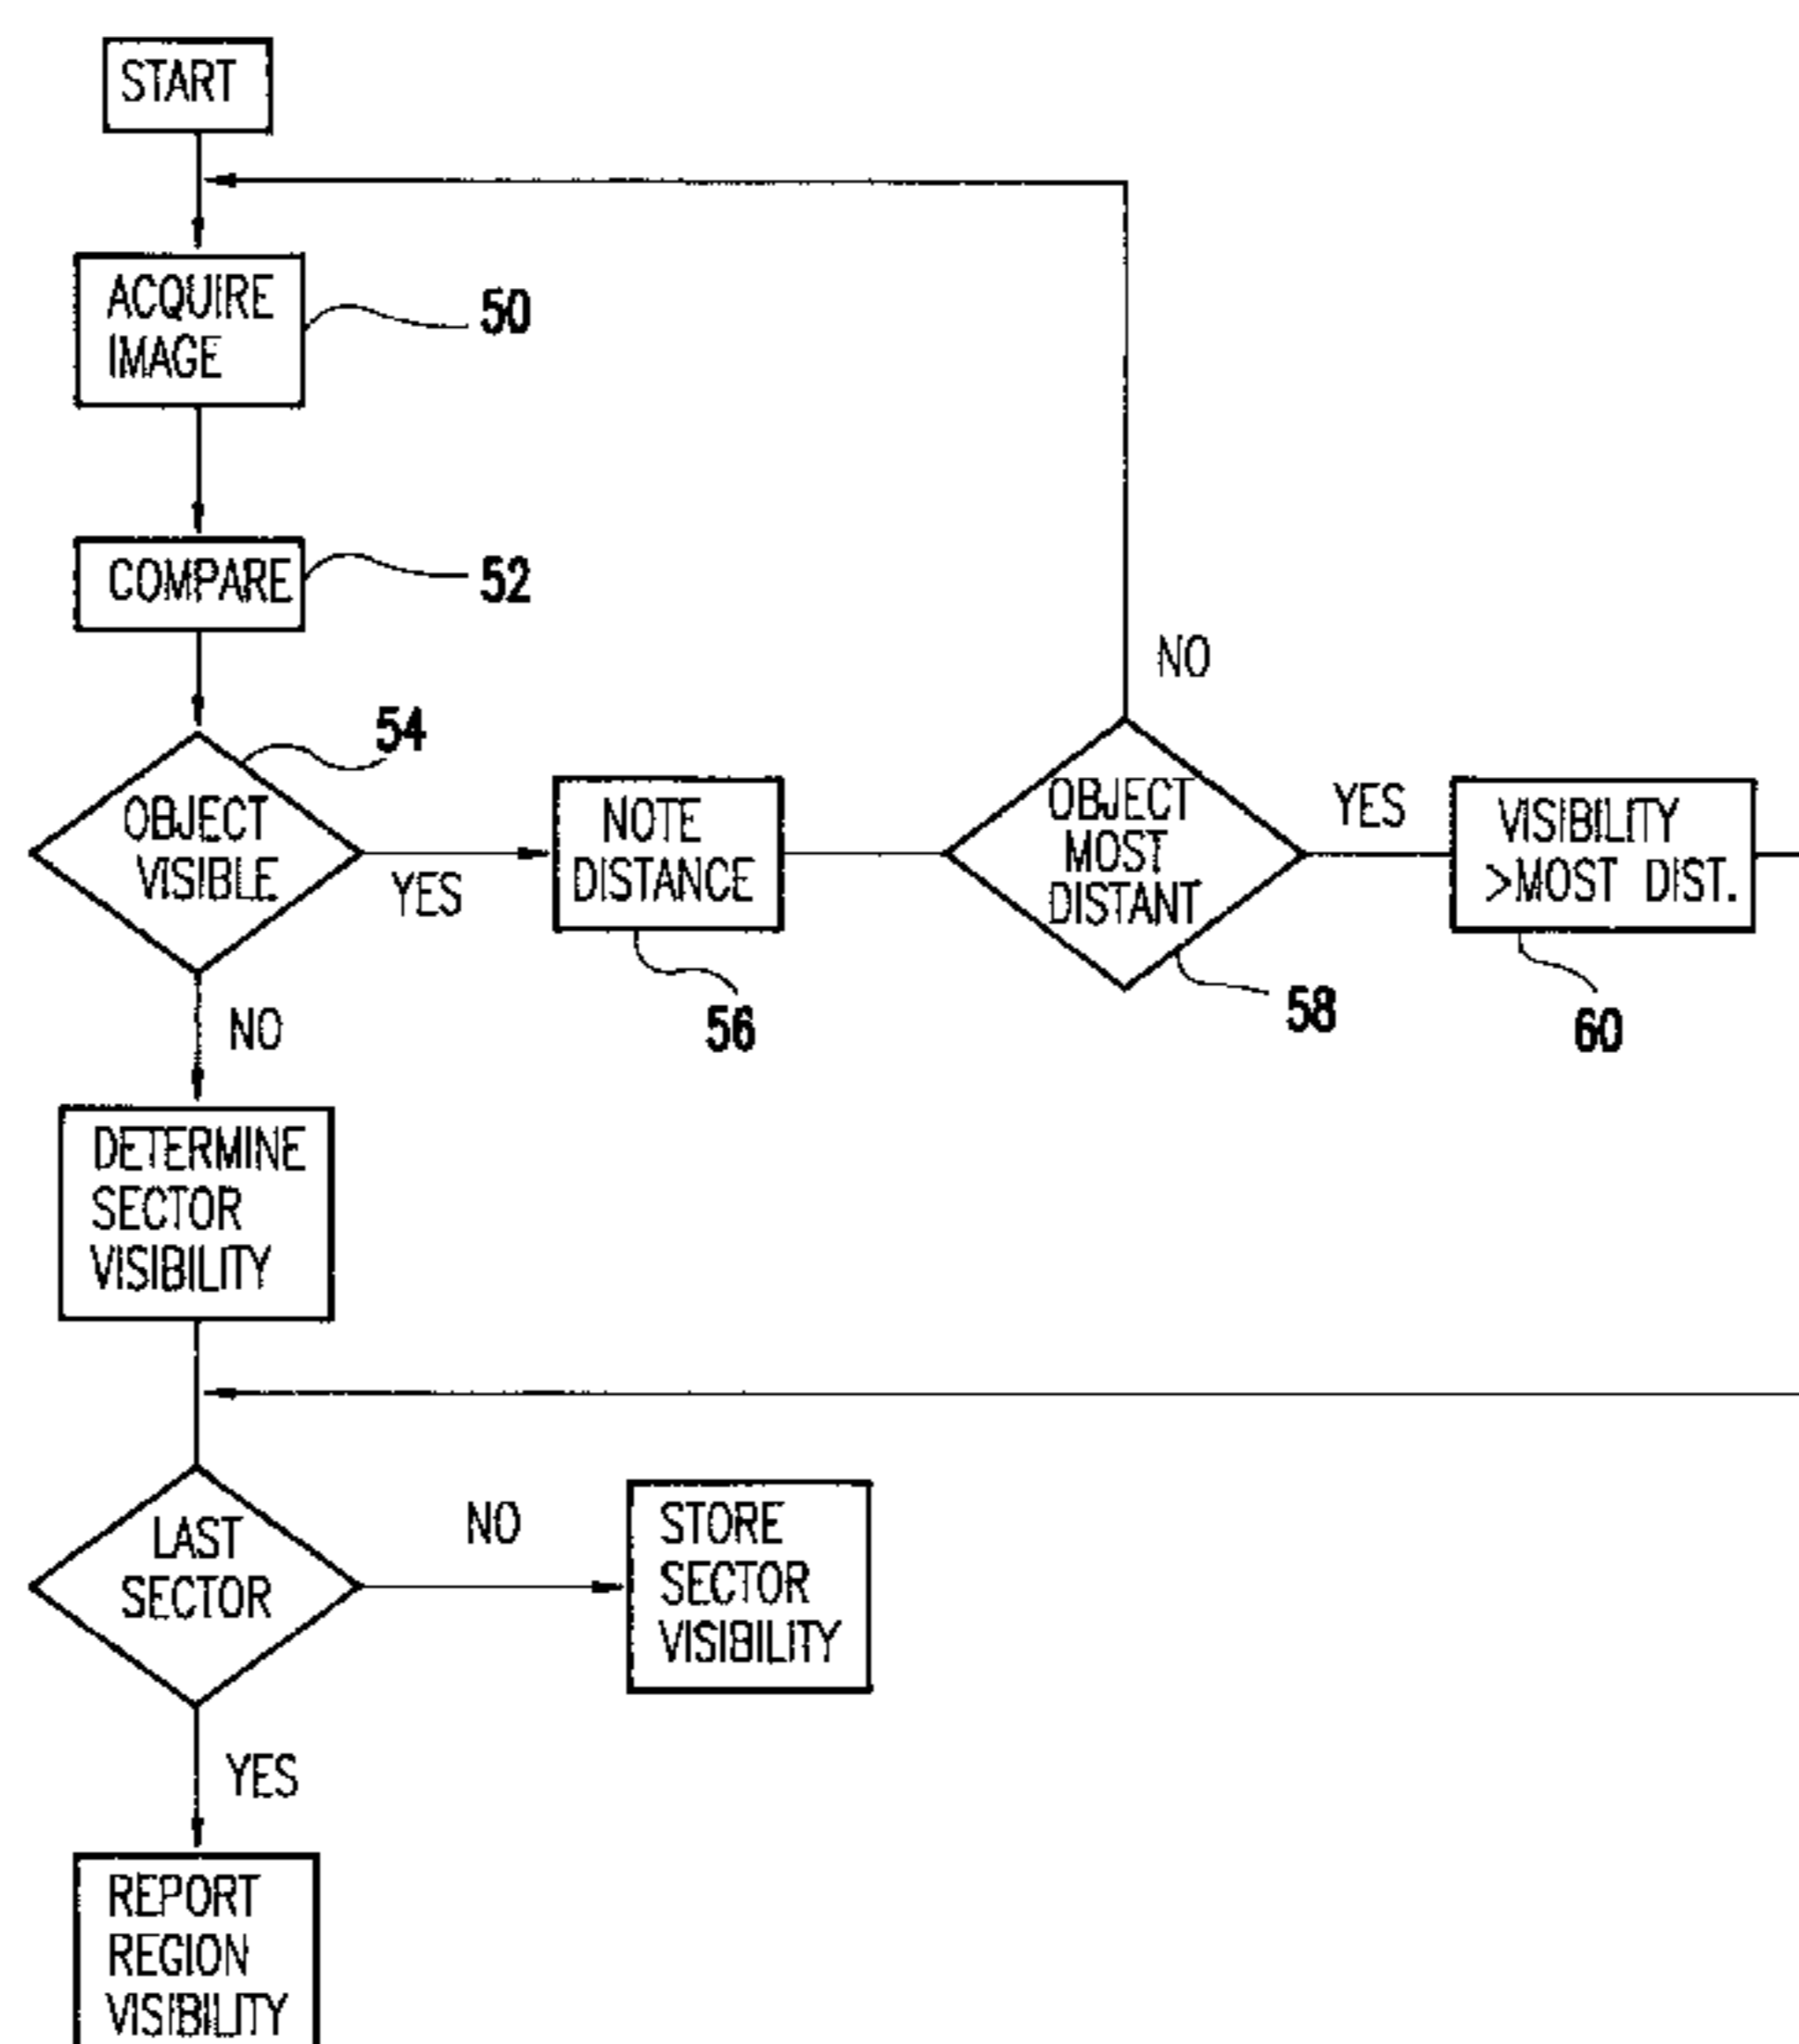 START
ACQUIRE
IMAGE
50
COMPARE
52
NO
54
OBJECT
VISIBLE
YES
NOTE
DISTANCE
56
OBJECT
MOST
DISTANT
58
YES
VISIBILITY
>MOST DIST.
60
NO
DETERMINE
SECTOR
VISIBILITY
LAST
SECTOR
NO
STORE
SECTOR
VISIBILITY
YES
REPORT
REGION
VISIBILITY